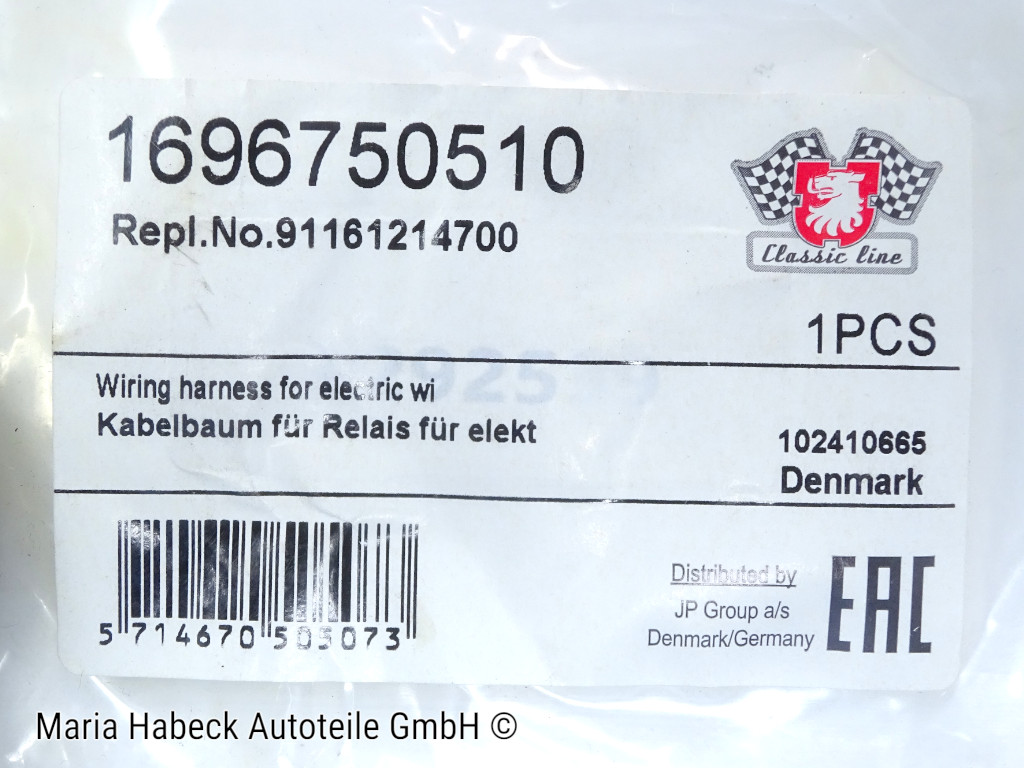 1696750510
Repl.No.91161214700
Classic line
1PCS
Wiring harness for electric wi
Kabelbaum für Relais für elekt
102410665
Denmark
5 714670 505073
Distributed by
JP Group a/s
Denmark/Germany
EAC
Maria Habeck Autoteile GmbH ©